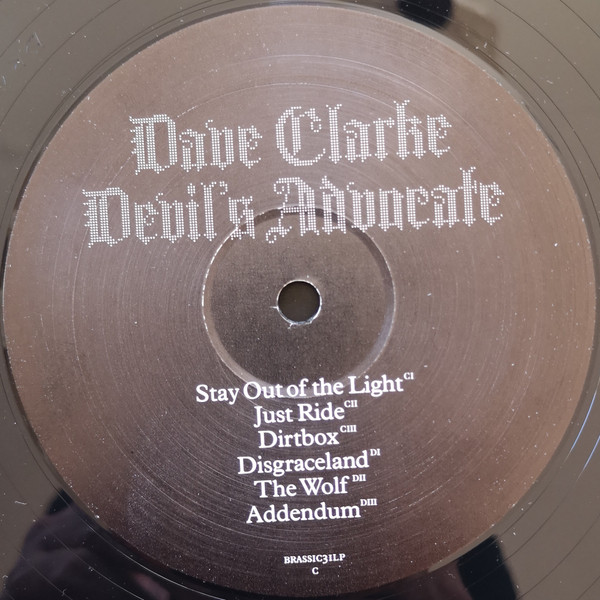 Dave Clarke
Devil's Advocate
Stay Out of the Light CI
Just Ride CII
Dirtbox CIII
Disgraceland DI
The Wolf DII
Addendum DIII
BRASSIC31LP
C